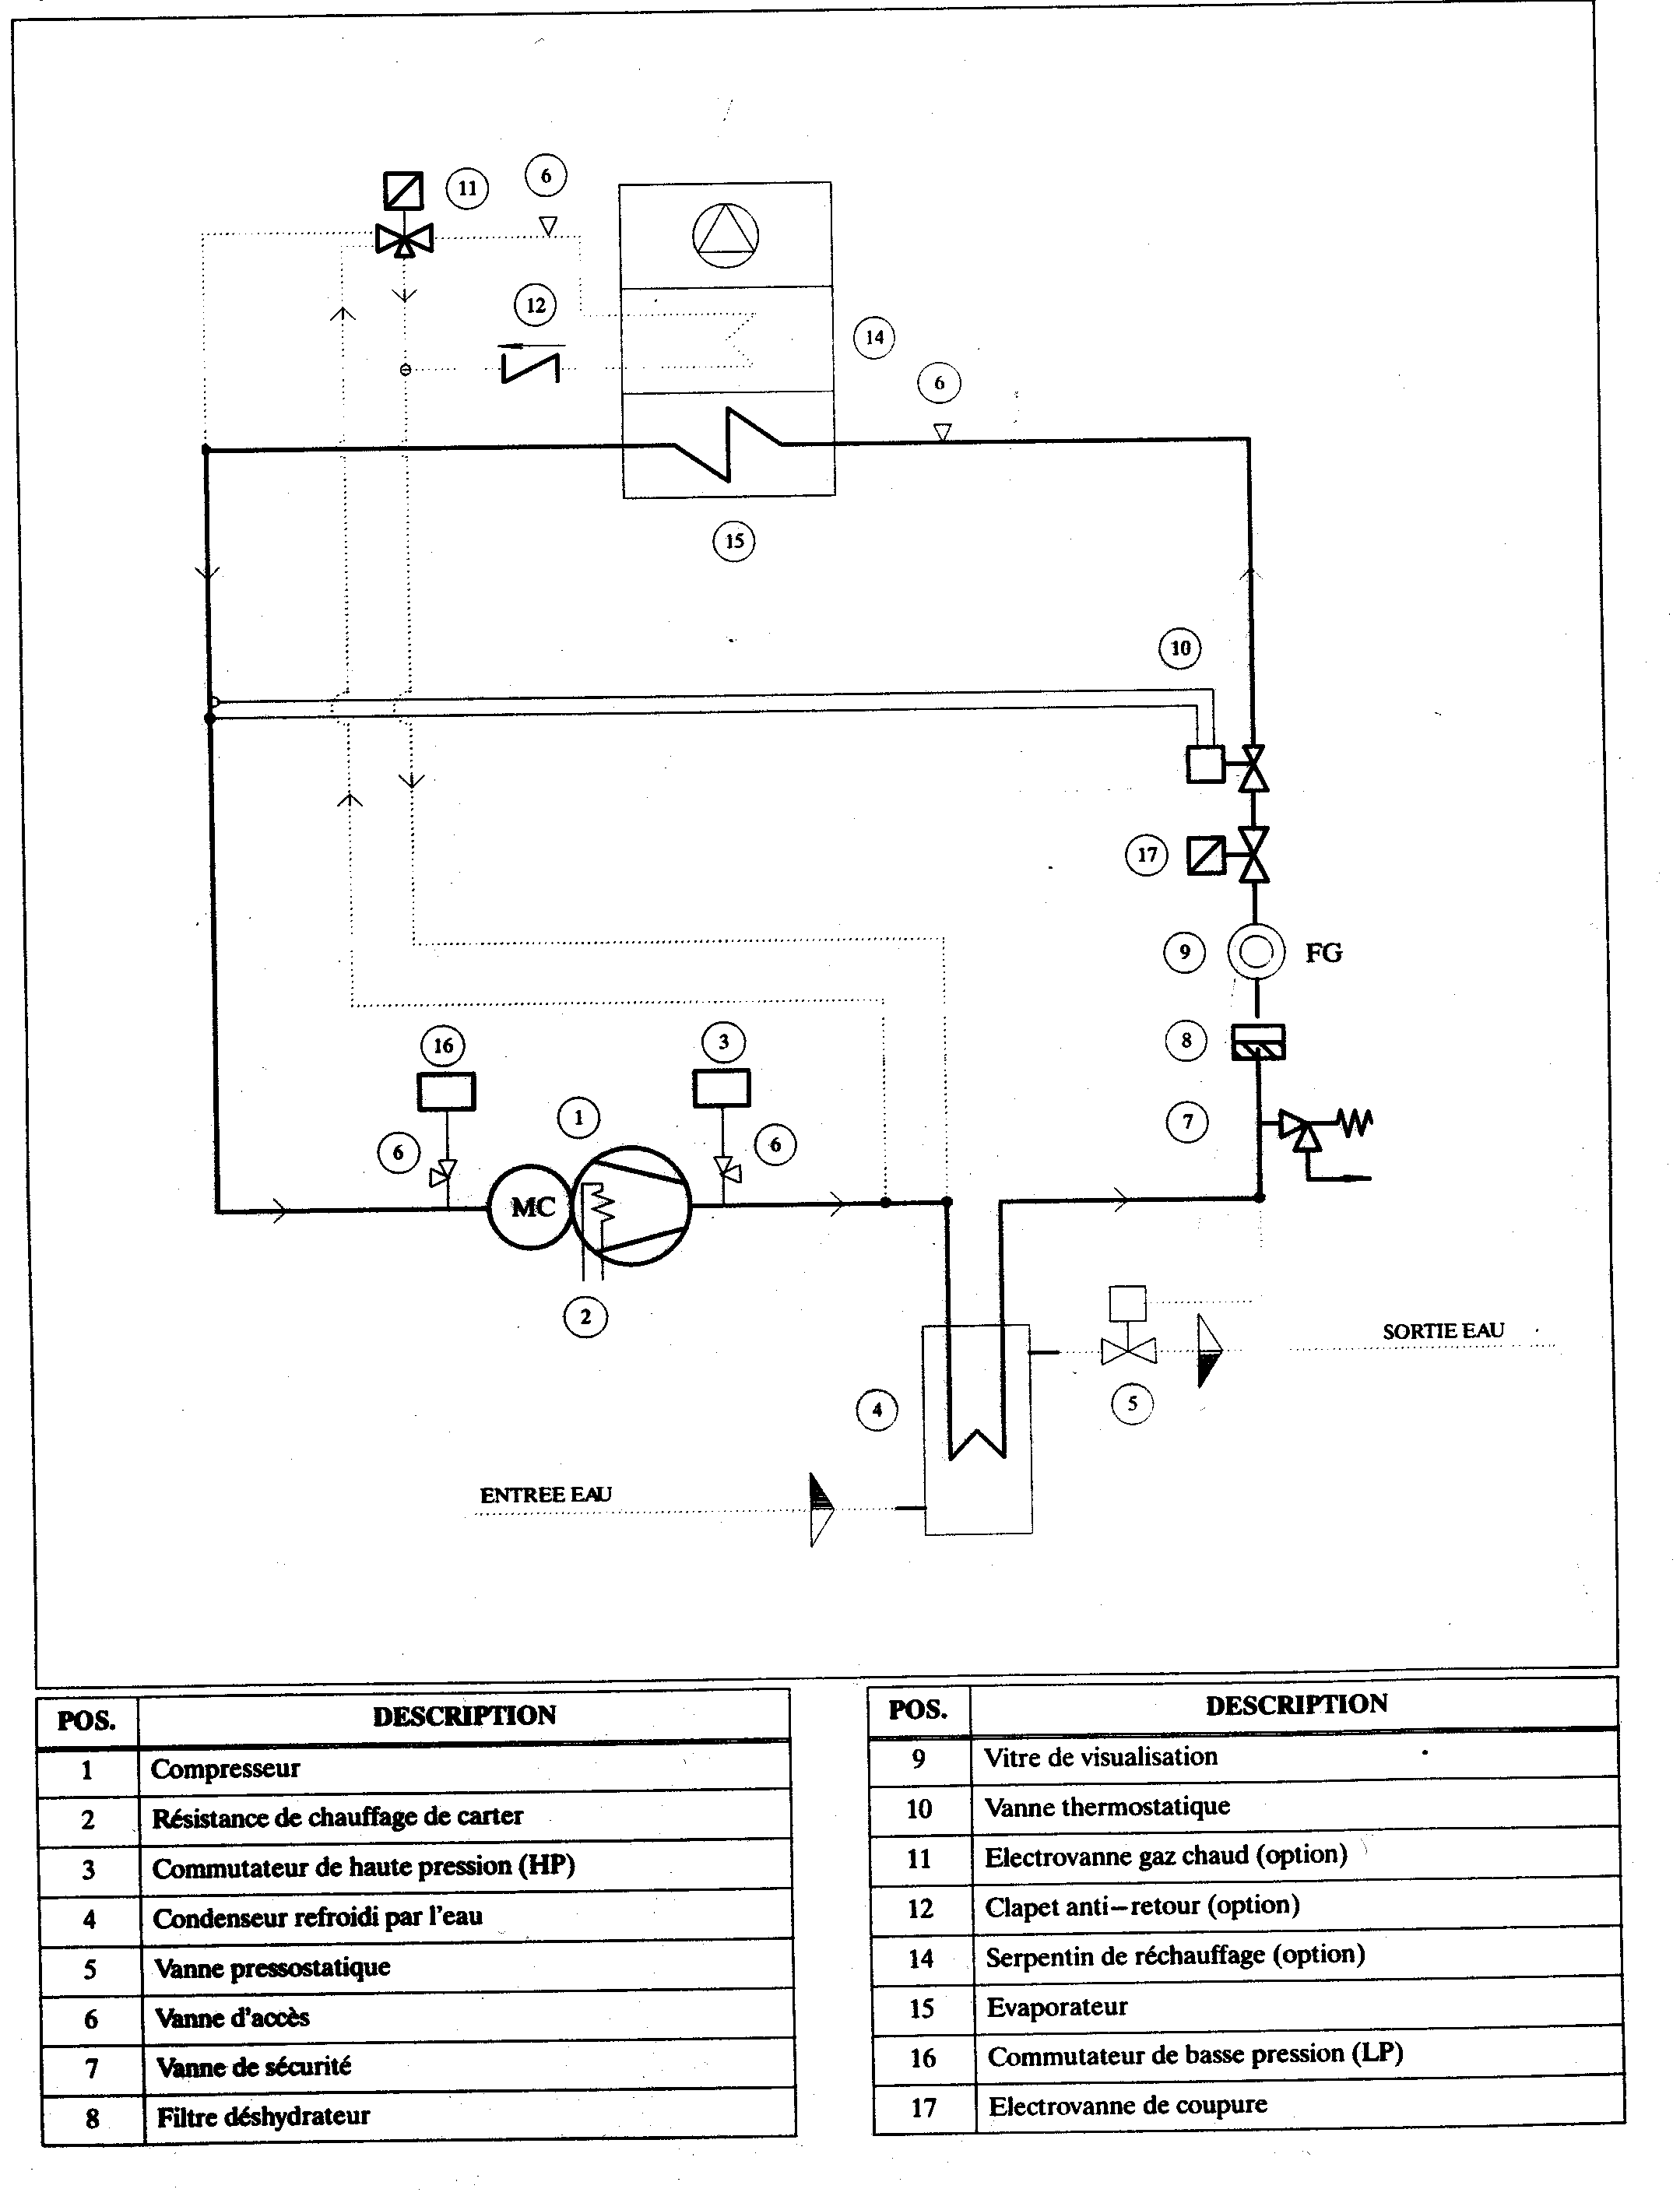 11
6
12
14
6
15
10
17
9
FG
8
16
3
1
7
6
6
MC
2
SORTIE EAU
4
5
ENTREE EAU
POS. DESCRIPTION
1 Compresseur
2 Résistance de chauffage de carter
3 Commutateur de haute pression (HP)
4 Condenseur refroidi par l'eau
5 Vanne pressostatique
6 Vanne d'accès
7 Vanne de sécurité
8 Filtre déshydrateur
POS. DESCRIPTION
9 Vitre de visualisation
10 Vanne thermostatique
11 Electrovanne gaz chaud (option)
12 Clapet anti-retour (option)
14 Serpentin de réchauffage (option)
15 Evaporateur
16 Commutateur de basse pression (LP)
17 Electrovanne de coupure